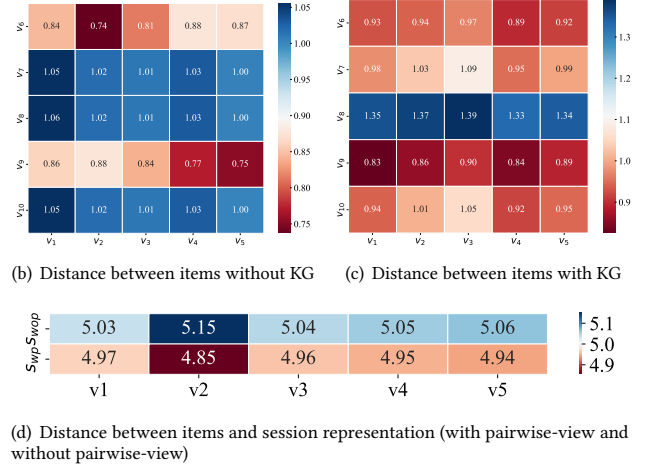 v6 0.84 0.74 0.81 0.88 0.87
v7 1.05 1.02 1.01 1.03 1.00
v8 1.06 1.02 1.01 1.03 1.00
v9 0.86 0.88 0.84 0.77 0.75
v10 1.05 1.02 1.01 1.03 1.00
v1 v2 v3 v4 v5
1.05
1.00
0.95
0.90
0.85
0.80
0.75
(b) Distance between items without KG
v6 0.93 0.94 0.97 0.89 0.92
v7 0.98 1.03 1.09 0.95 0.99
v8 1.35 1.37 1.39 1.33 1.34
v9 0.83 0.86 0.90 0.84 0.89
v10 0.94 1.01 1.05 0.92 0.95
v1 v2 v3 v4 v5
1.3
1.2
1.1
1.0
0.9
(c) Distance between items with KG
swop 5.03 5.15 5.04 5.05 5.06
swp 4.97 4.85 4.96 4.95 4.94
v1 v2 v3 v4 v5
5.1
5.0
4.9
(d) Distance between items and session representation (with pairwise-view and
without pairwise-view)